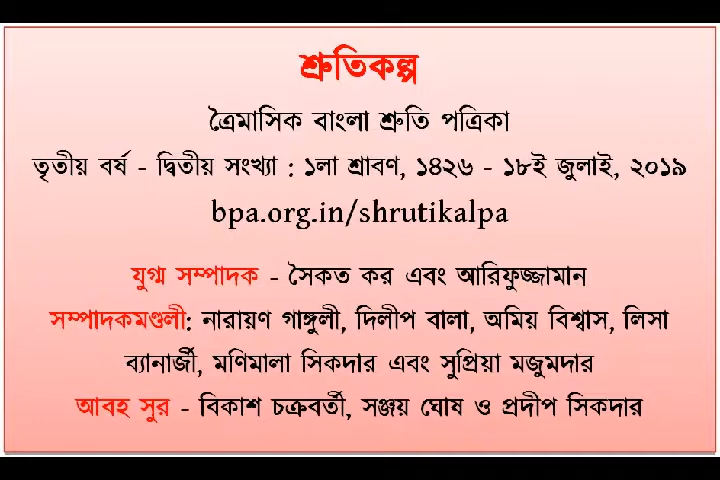 শ্রুতিকল্প
ত্রৈমাসিক বাংলা শ্রুতি পত্রিকা
তৃতীয় বর্ষ - দ্বিতীয় সংখ্যা : ১লা শ্রাবণ, ১৪২৬ - ১৮ই জুলাই, ২০১৯
bpa.org.in/shrutikalpa
যুগ্ম সম্পাদক - সৈকত কর এবং আরিফুজ্জামান
সম্পাদকমণ্ডলী: নারায়ণ গাঙ্গুলী, দিলীপ বালা, অমিয় বিশ্বাস, লিসা
ব্যানার্জী, মণিমালা সিকদার এবং সুপ্রিয়া মজুমদার
আবহ সুর - বিকাশ চক্রবর্তী, সঞ্জয় ঘোষ ও প্রদীপ সিকদার